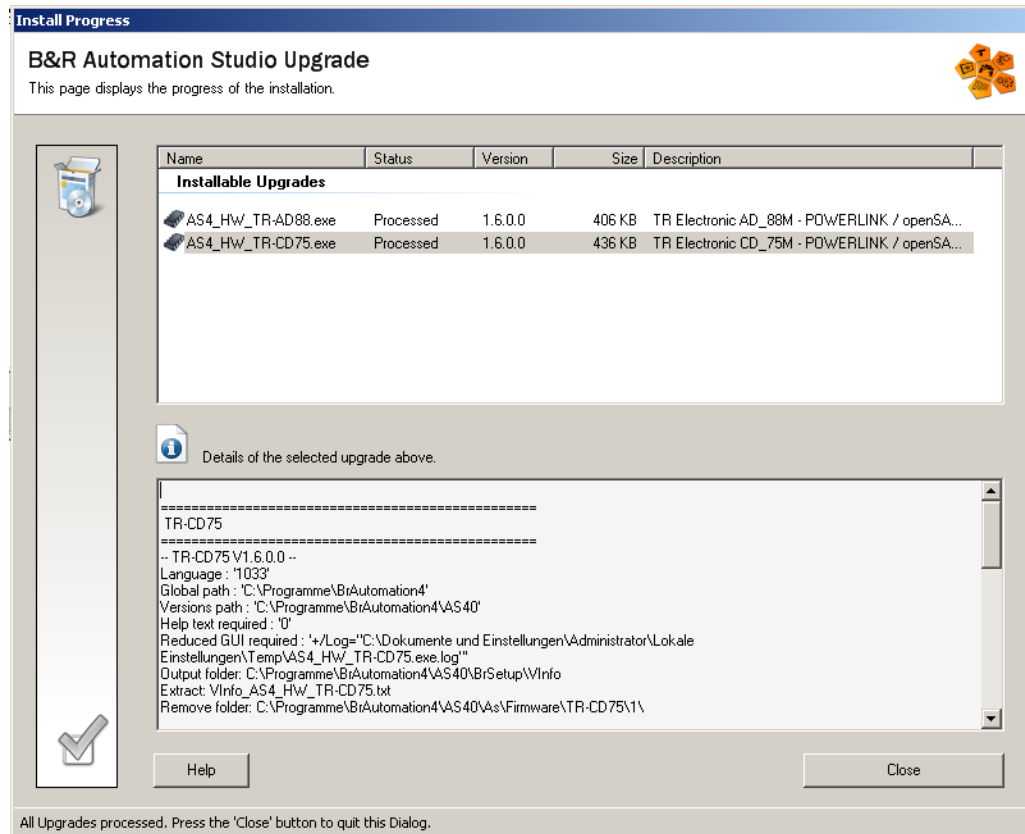 Install Progress
B&R Automation Studio Upgrade
This page displays the progress of the installation.
Name Status Version Size Description
Installable Upgrades
AS4_HW_TR-AD88.exe Processed 1.6.0.0 406 KB TR Electronic AD_88M - POWERLINK / openSA...
AS4_HW_TR-CD75.exe Processed 1.6.0.0 436 KB TR Electronic CD_75M - POWERLINK / openSA...
Details of the selected upgrade above.
=================================================
TR-CD75
=================================================
-- TR-CD75 V1.6.0.0 --
Language : '1033'
Global path : 'C:\Programme\BrAutomation4'
Versions path : 'C:\Programme\BrAutomation4\AS40'
Help text required : '0'
Reduced GUI required : '+/Log="C:\Dokumente und Einstellungen\Administrator\Lokale
Einstellungen\Temp\AS4_HW_TR-CD75.exe.log"'
Output folder: C:\Programme\BrAutomation4\AS40\BrSetup\VInfo
Extract: VInfo_AS4_HW_TR-CD75.txt
Remove folder: C:\Programme\BrAutomation4\AS40\As\Firmware\TR-CD75\1\
Help Close
All Upgrades processed. Press the 'Close' button to quit this Dialog.